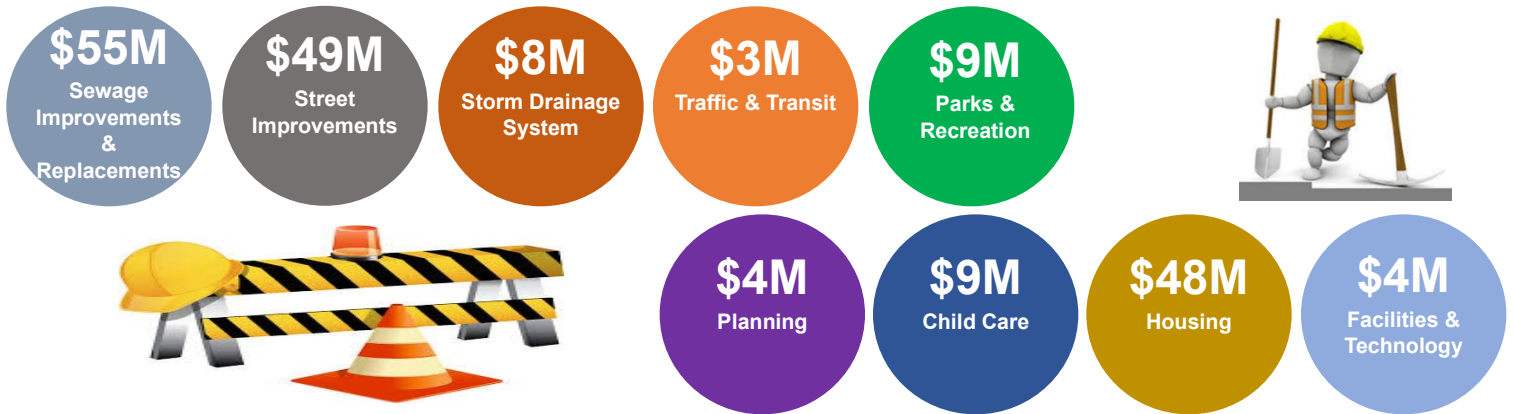 $55M
Sewage
Improvements
&
Replacements
$49M
Street
Improvements
$8M
Storm Drainage
System
$3M
Traffic & Transit
$9M
Parks &
Recreation
$4M
Planning
$9M
Child Care
$48M
Housing
$4M
Facilities &
Technology